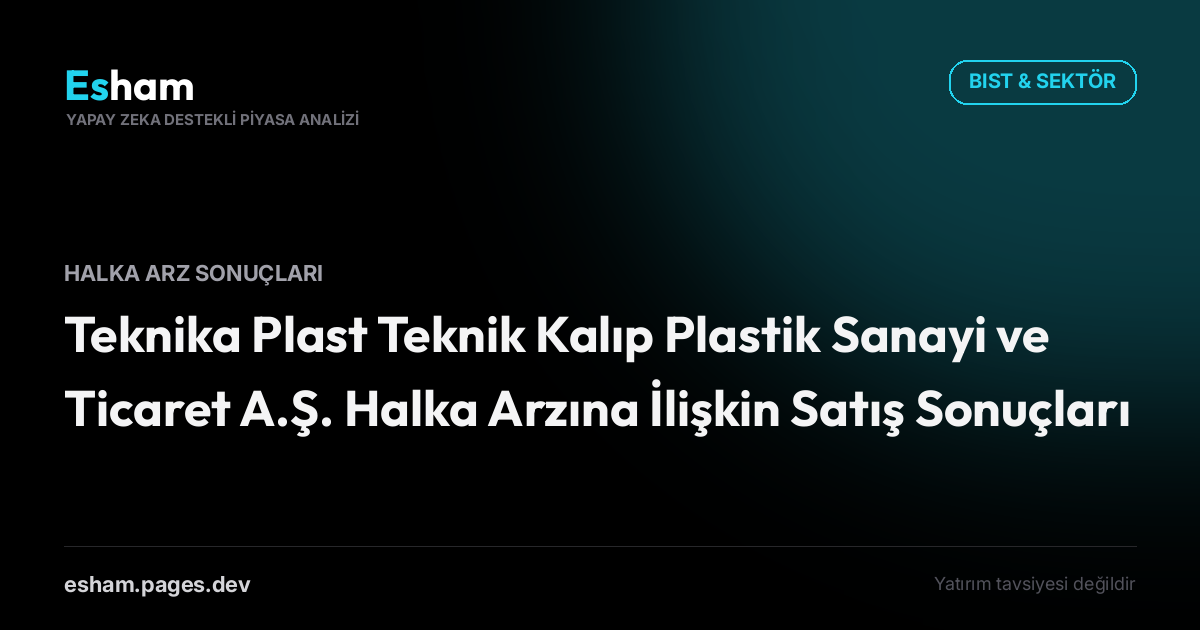 Esham
BIST & SEKTÖR
YAPAY ZEKA DESTEKLİ PİYASA ANALİZİ
HALKA ARZ SONUÇLARI
Teknika Plast Teknik Kalıp Plastik Sanayi ve
Ticaret A.Ş. Halka Arzına İlişkin Satış Sonuçları
esham.pages.dev
Yatırım tavsiyesi değildir